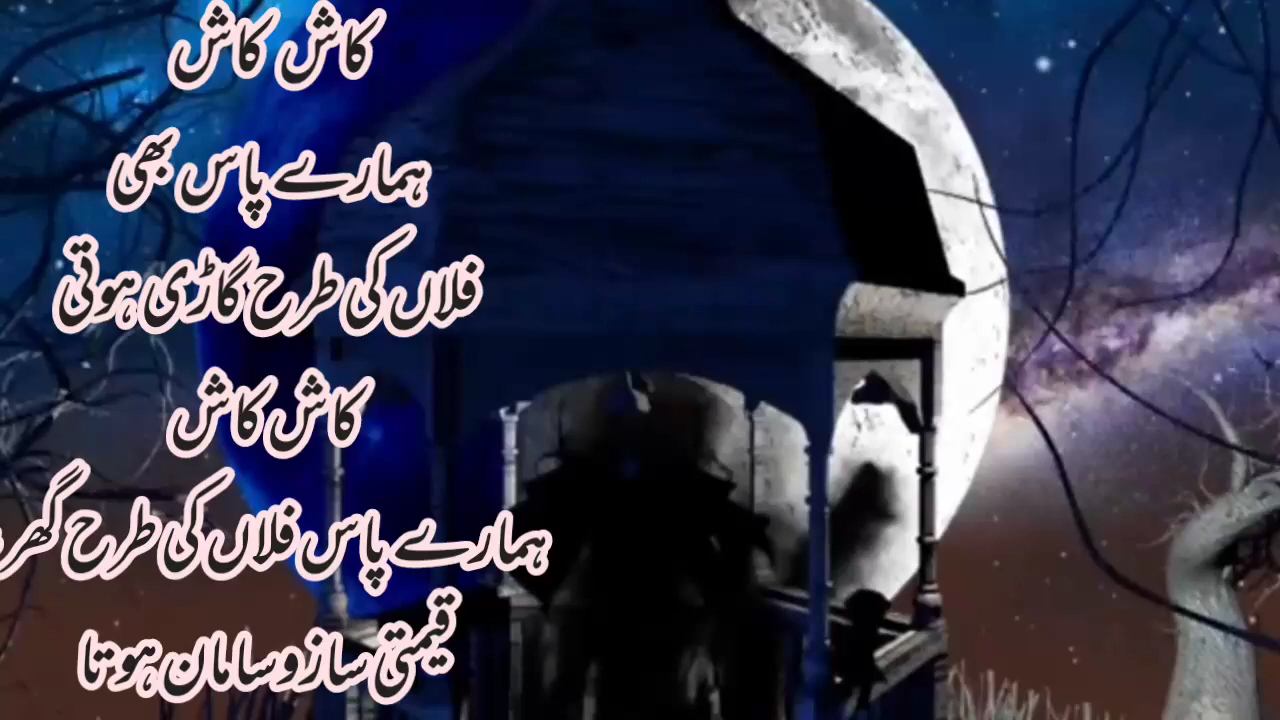 کاش کاش
ہمارے پاس بھی
فلاں کی طرح گاڑی ہوتی
کاش کاش
ہمارے پاس فلاں کی طرح گھر
قیمتی سازوسامان ہوتا